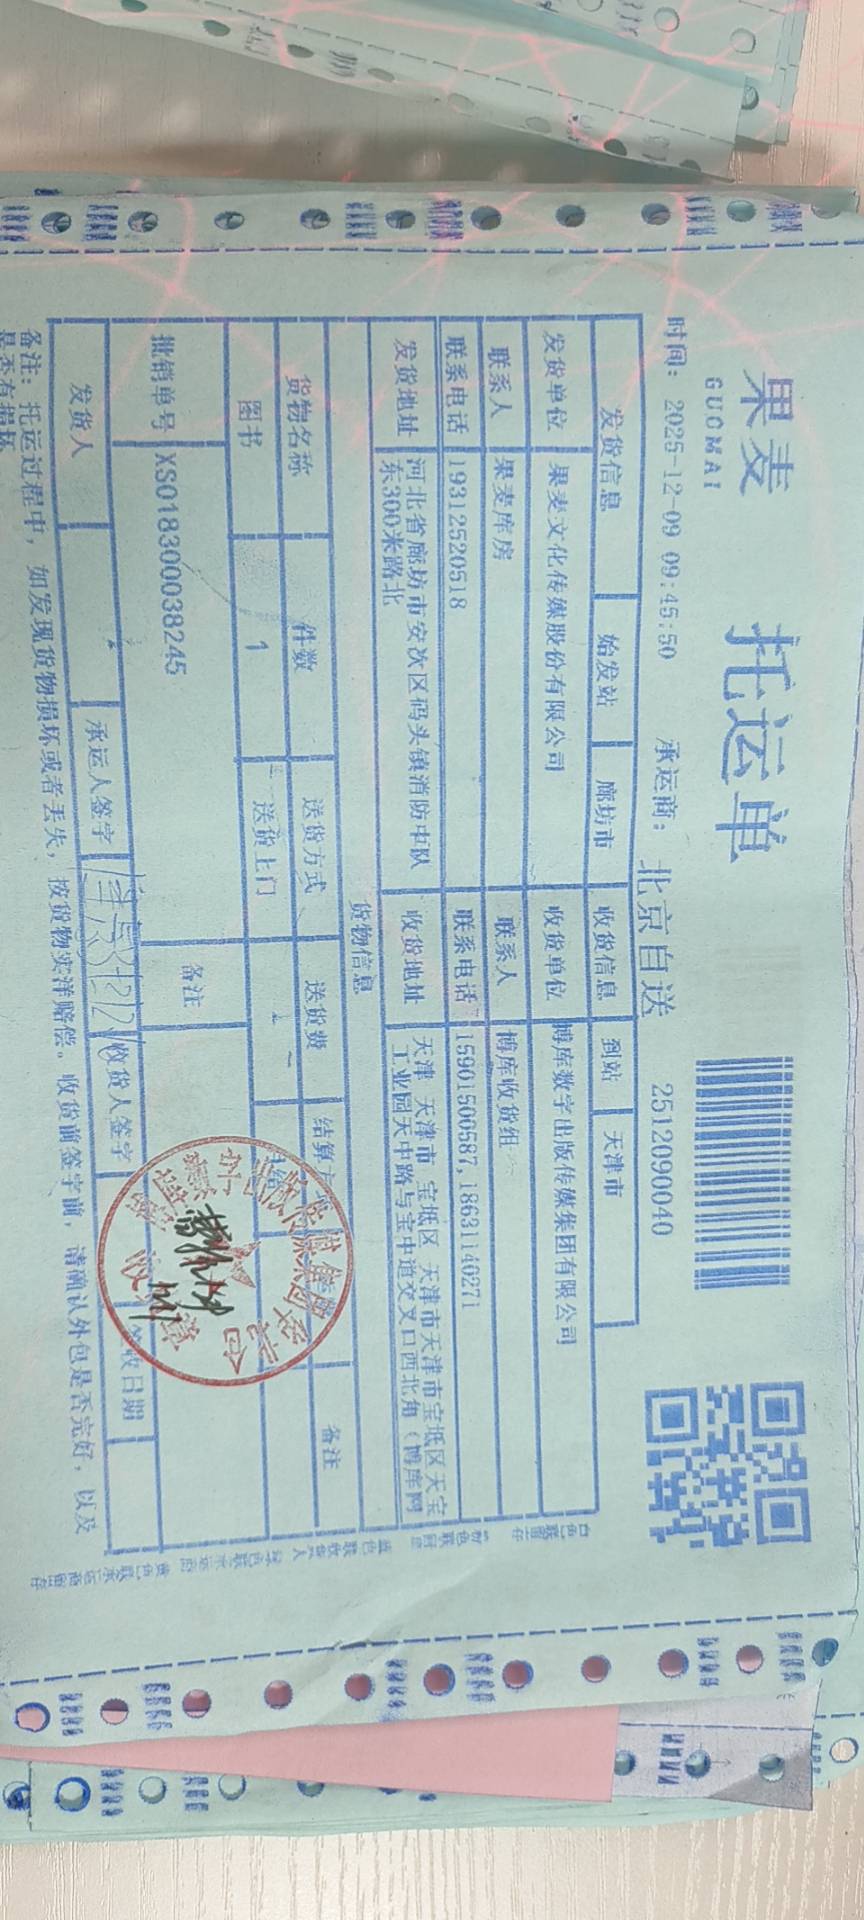 果麦
GUOMAI
托运单
时间: 2025-12-09 09:45:50 承运商: 北京自送 2512090040
发货信息 始发站 廊坊市 收货信息 到站 天津市
发货单位 果麦文化传媒股份有限公司 收货单位 博库数字出版传媒集团有限公司
联系人 果麦库房 联系人 博库收货组
联系电话 19312520518 联系电话 15901500587,18631140271
发货地址 河北省廊坊市安次区码头镇消防中队东300米路北 收货地址 天津 天津市 宝坻区 天津市天津市宝坻区天宝工业园天中路与宝中道交叉口西北角（博库网
货物信息
货物名称 件数 送货方式 送货费 结算方 备注
图书 1 送货上门
批销单号 XS018300038245 备注
发货人 承运人签字 收货人签字 签收日期
备注: 托运过程中，如发现货物损坏或者丢失，按货物实洋赔偿。收货前签字前，请确认外包是否完好，以及
是否有损坏